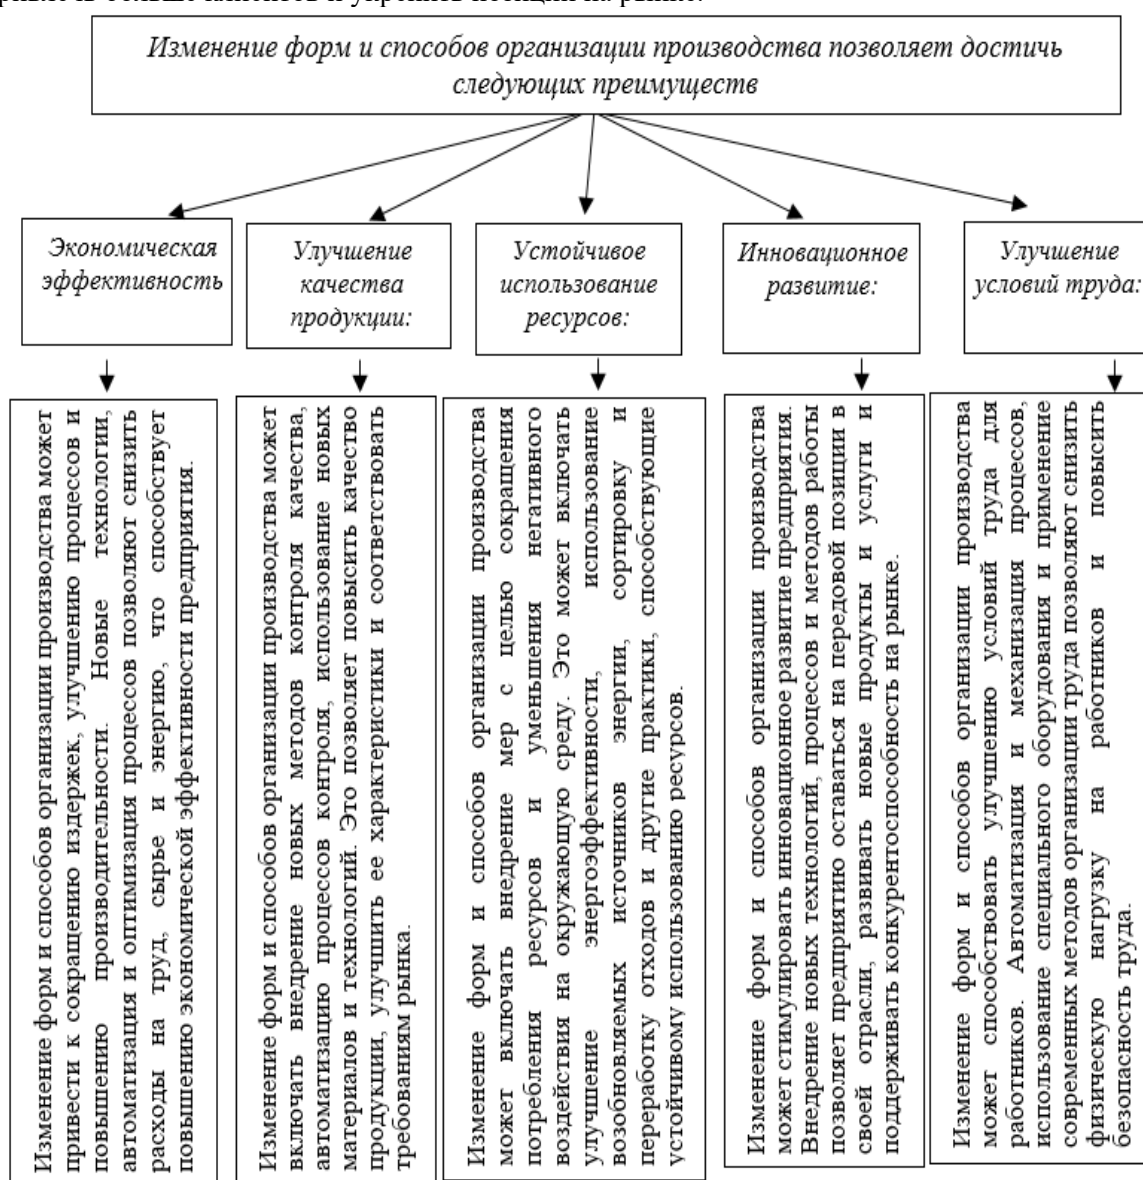 больше клиентов и укрепить позиции на рынке.
Изменение форм и способов организации производства позволяет достичь
следующих преимуществ
Экономическая
эффективность
Улучшение
качества
продукции:
Устойчивое
использование
ресурсов:
Инновационное
развитие:
Улучшение
условий труда:
Изменение форм и способов организации производства может
привести к сокращению издержек, улучшению процессов и
повышению производительности. Новые технологии,
автоматизация и оптимизация процессов позволяют снизить
расходы на труд, сырье и энергию, что способствует
повышению экономической эффективности предприятия.
Изменение форм и способов организации производства может
включать внедрение новых методов контроля качества,
автоматизацию процессов контроля, использование новых
материалов и технологий. Это позволяет повысить качество
продукции, улучшить ее характеристики и соответствовать
требованиям рынка.
Изменение форм и способов организации производства
может включать внедрение мер с целью сокращения
потребления ресурсов и уменьшения негативного
воздействия на окружающую среду. Это может включать
улучшение энергоэффективности, использование
возобновляемых источников энергии, сортировку и
переработку отходов и другие практики, способствующие
устойчивому использованию ресурсов.
Изменение форм и способов организации производства
может стимулировать инновационное развитие предприятия.
Внедрение новых технологий, процессов и методов работы
позволяет предприятию оставаться на передовой позиции в
своей отрасли, развивать новые продукты и услуги и
поддерживать конкурентоспособность на рынке.
Изменение форм и способов организации производства
может способствовать улучшению условий труда для
работников. Автоматизация и механизация процессов,
использование специального оборудования и применение
современных методов организации труда позволяют снизить
физическую нагрузку на работников и повысить
безопасность труда.